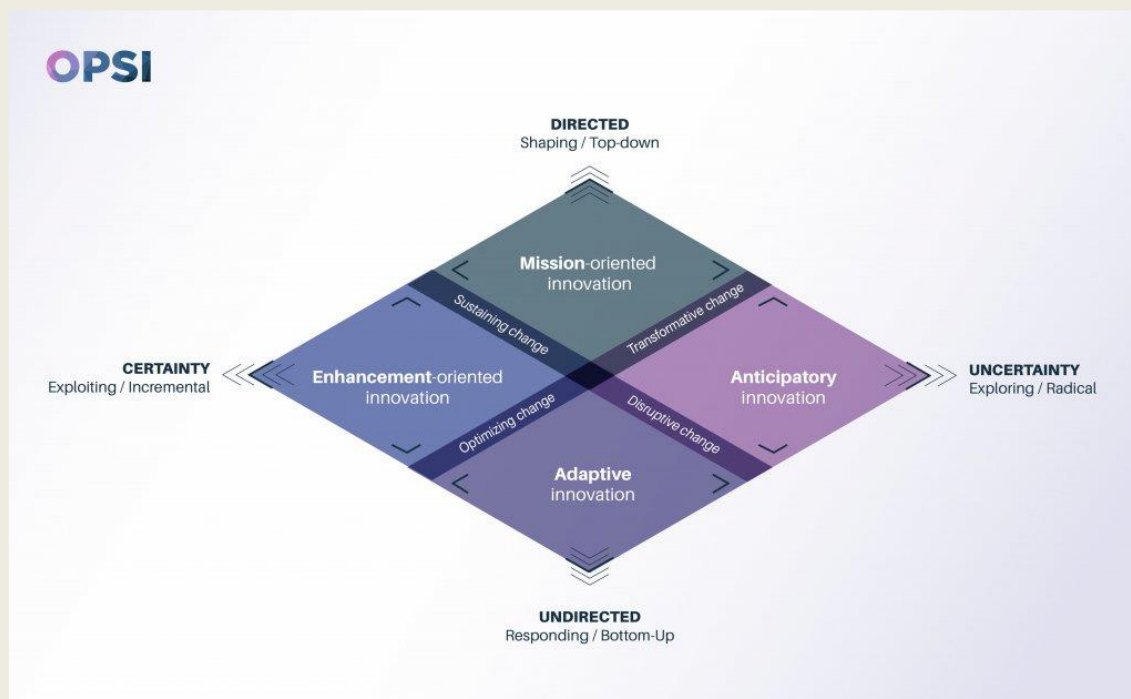 OPSI
DIRECTED
Shaping / Top-down
Mission-oriented
innovation
Sustaining change
Transformative change
CERTAINTY
Exploiting / Incremental
Enhancement-oriented
innovation
Anticipatory
innovation
UNCERTAINTY
Exploring / Radical
Optimizing change
Disruptive change
Adaptive
innovation
UNDIRECTED
Responding / Bottom-Up